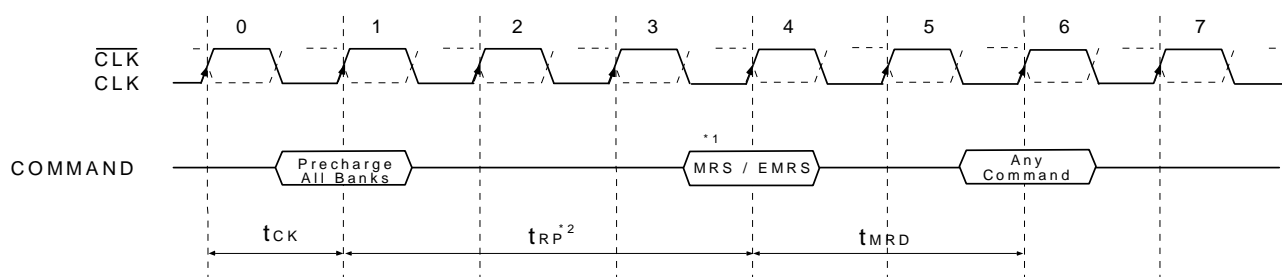 0 1 2 3 4 5 6 7
CLK
CLK
*1
COMMAND
Precharge
All Banks
MRS / EMRS
Any
Command
tCK
tRP*2
tMRD